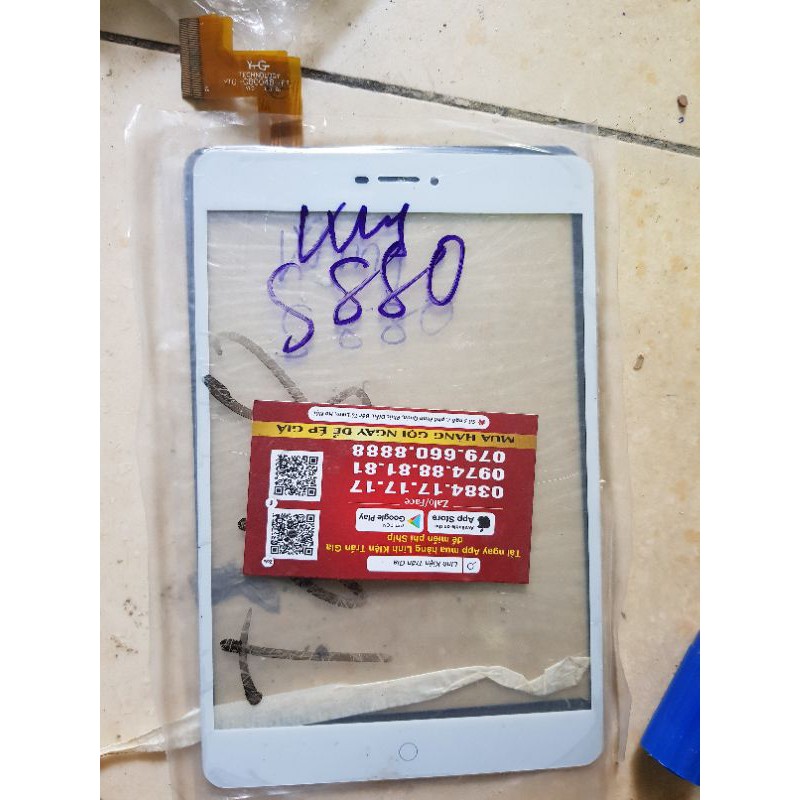 Y-G
TECHNOLOGY
S880
Linh Kiện Trần Gia
Tải ngay App mua hàng Linh Kiện Trần Gia
để miễn phí Ship
App Store
Google Play
Zalo/Face
0384.17.17.17
0974.88.81.81
079.660.8888
MUA HÀNG GỌI NGAY ĐỂ ÉP GIÁ